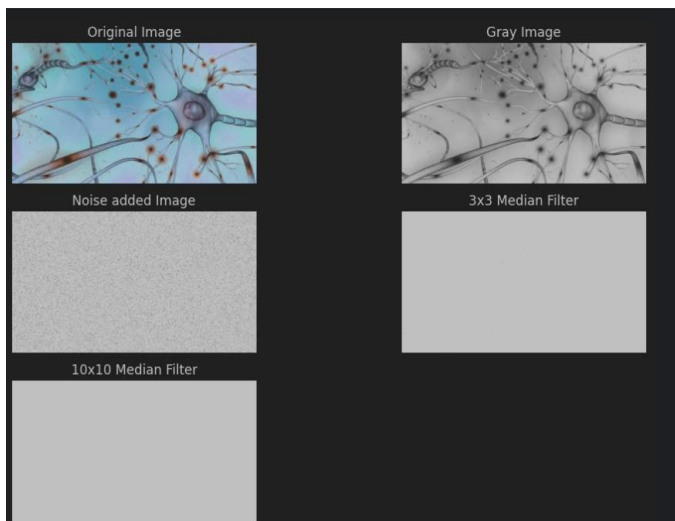 Original Image
Gray Image
Noise added Image
3x3 Median Filter
10x10 Median Filter